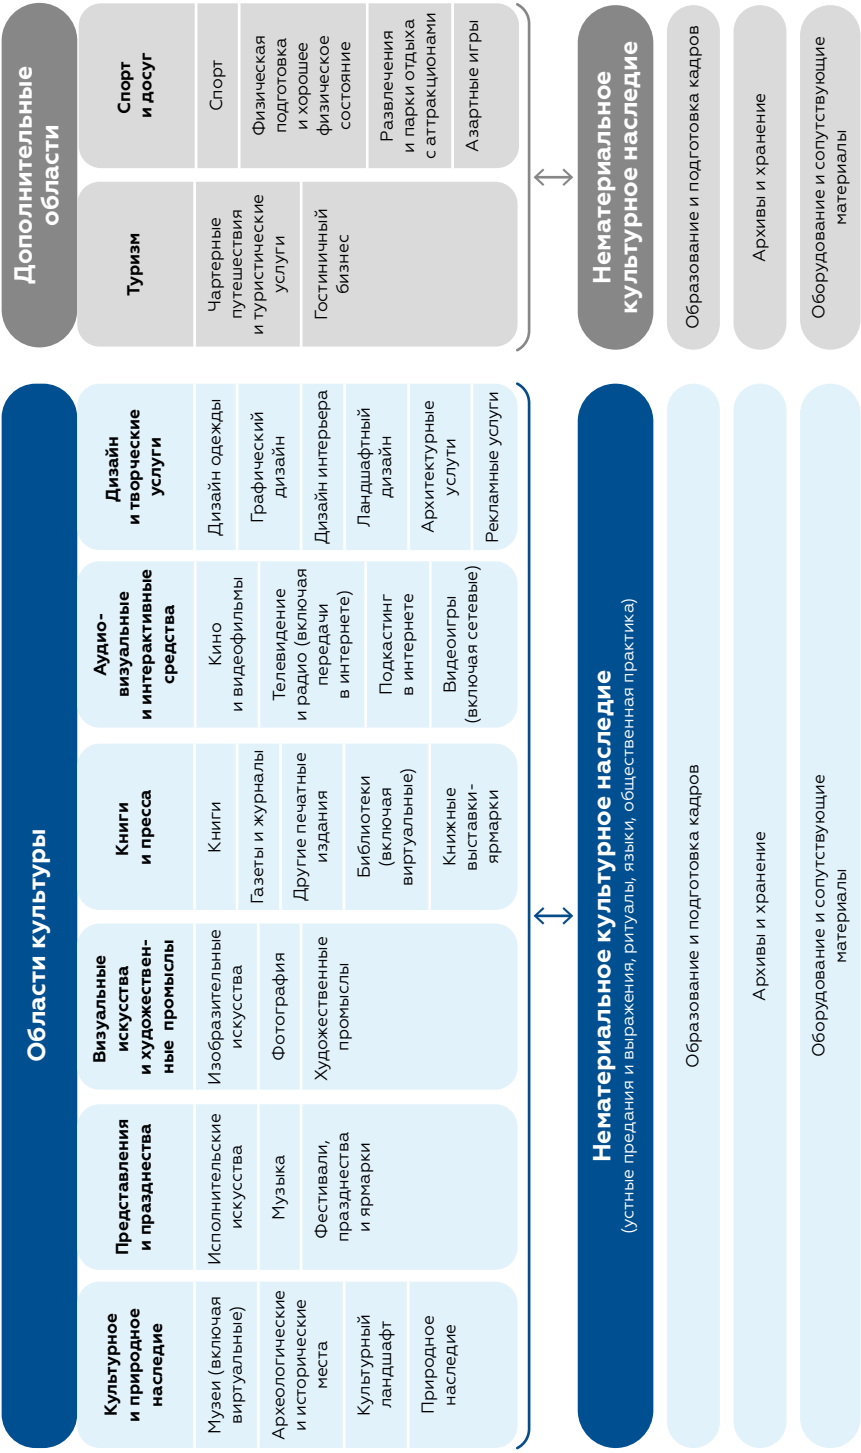 Области культуры
Культурное
и природное
наследие
Музеи (включая
виртуальные)
Археологические
и исторические
места
Культурный
ландшафт
Природное
наследие
Представления
и празднества
Исполнительские
искусства
Музыка
Фестивали,
празднества
и ярмарки
Визуальные
искусства
и художествен-
ные промыслы
Изобразительные
искусства
Фотография
Художественные
промыслы
Книги
и пресса
Книги
Газеты и журналы
Другие печатные
издания
Библиотеки
(включая
виртуальные)
Книжные
выставки-
ярмарки
Аудио-
визуальные
и интерактивные
средства
Кино
и видеофильмы
Телевидение
и радио (включая
передачи
в интернете)
Подкастинг
в интернете
Видеоигры
(включая сетевые)
Дизайн
и творческие
услуги
Дизайн одежды
Графический
дизайн
Дизайн интерьера
Ландшафтный
дизайн
Архитектурные
услути
Рекламные услуги
Нематериальное культурное наследие
(устные предания и выражения, ритуалы, языки, общественная практика)
Образование и подготовка кадров
Архивы и хранение
Оборудование и сопутствующие
материалы
Дополнительные
области
Туризм
Чартерные
путешествия
и туристические
услуги
Гостиничный
бизнес
Спорт
и досуг
Спорт
Физическая
подготовка
и хорошее
физическое
состояние
Развлечения
и парки отдыха
с аттракционами
Азартные игры
Нематериальное
культурное наследие
Образование и подготовка кадров
Архивы и хранение
Оборудование и сопутствующие
материалы